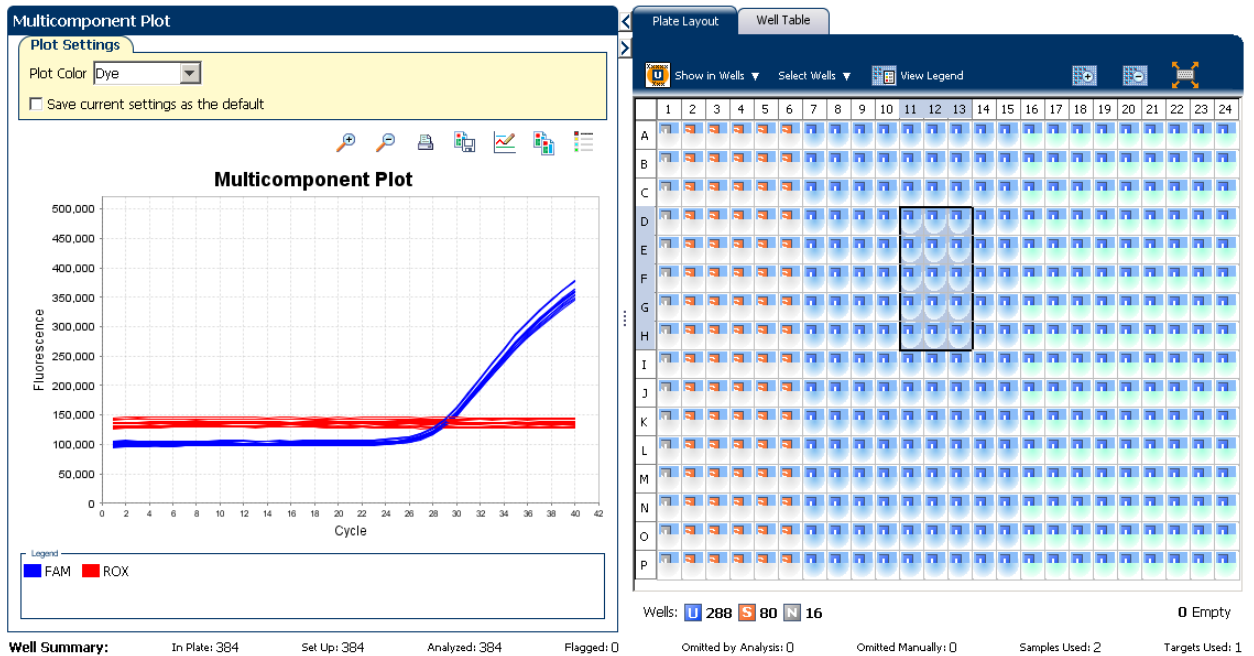 Multicomponent Plot
Plot Settings
Plot Color Dye
Save current settings as the default
Multicomponent Plot
500,000
450,000
400,000
350,000
300,000
250,000
200,000
150,000
100,000
50,000
0
Fluorescence
0 2 4 6 8 10 12 14 16 18 20 22 24 26 28 30 32 34 36 38 40 42
Cycle
Legend
FAM ROX
Plate Layout Well Table
U Show in Wells ▼ Select Wells ▼ View Legend
1 2 3 4 5 6 7 8 9 10 11 12 13 14 15 16 17 18 19 20 21 22 23 24
A
B
C
D
E
F
G
H
I
J
K
L
M
N
O
P
Wells: U 288 S 80 N 16 0 Empty
Well Summary: In Plate: 384 Set Up: 384 Analyzed: 384 Flagged: 0 Omitted by Analysis: 0 Omitted Manually: 0 Samples Used: 2 Targets Used: 1